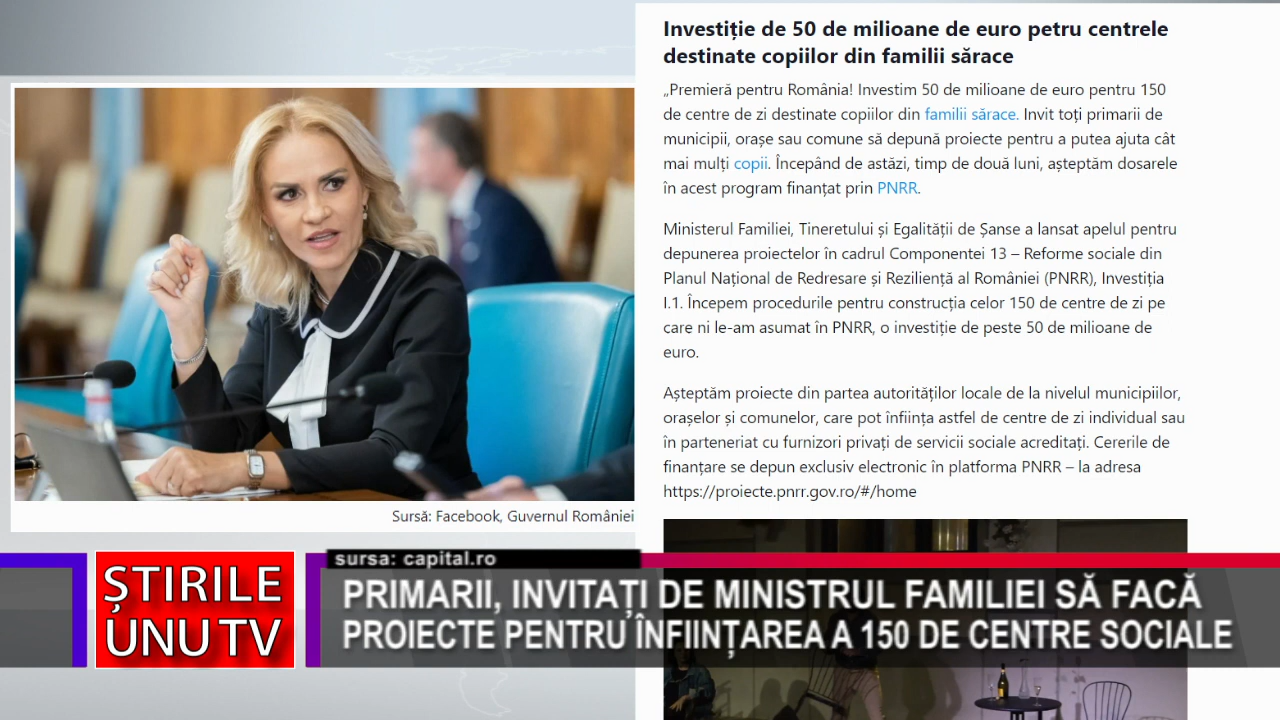 Investiție de 50 de milioane de euro petru centrele
destinate copiilor din familii sărace
„Premieră pentru România! Investim 50 de milioane de euro pentru 150
de centre de zi destinate copiilor din familii sărace. Invit toți primarii de
municipii, orașe sau comune să depună proiecte pentru a putea ajuta cât
mai mulți copii. Începând de astăzi, timp de două luni, așteptăm dosarele
în acest program finanțat prin PNRR.
Ministerul Familiei, Tineretului și Egalității de Șanse a lansat apelul pentru
depunerea proiectelor în cadrul Componentei 13 – Reforme sociale din
Planul Național de Redresare și Reziliență al României (PNRR), Investiția
I.1. Începem procedurile pentru construcția celor 150 de centre de zi pe
care ni le-am asumat în PNRR, o investiție de peste 50 de milioane de
euro.
Așteptăm proiecte din partea autorităților locale de la nivelul municipiilor,
orașelor și comunelor, care pot înființa astfel de centre de zi individual sau
în parteneriat cu furnizori privați de servicii sociale acreditați. Cererile de
finanțare se depun exclusiv electronic în platforma PNRR – la adresa
https://proiecte.pnrr.gov.ro/#/home
Sursă: Facebook, Guvernul României
sursa: capital.ro
ȘTIRILE
UNU TV
PRIMARII, INVITAȚI DE MINISTRUL FAMILIEI SĂ FACĂ
PROIECTE PENTRU ÎNFIINȚAREA A 150 DE CENTRE SOCIALE